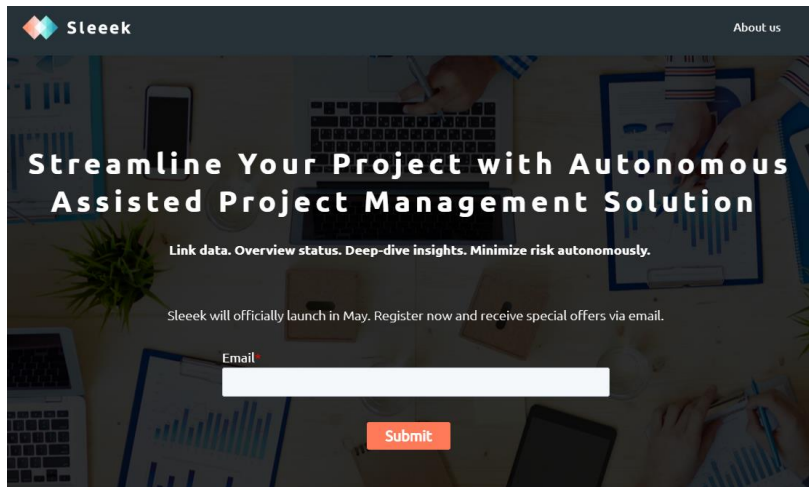 Sleeek
About us
Streamline Your Project with Autonomous
Assisted Project Management Solution
Link data. Overview status. Deep-dive insights. Minimize risk autonomously.
Sleeek will officially launch in May. Register now and receive special offers via email.
Email*
Submit